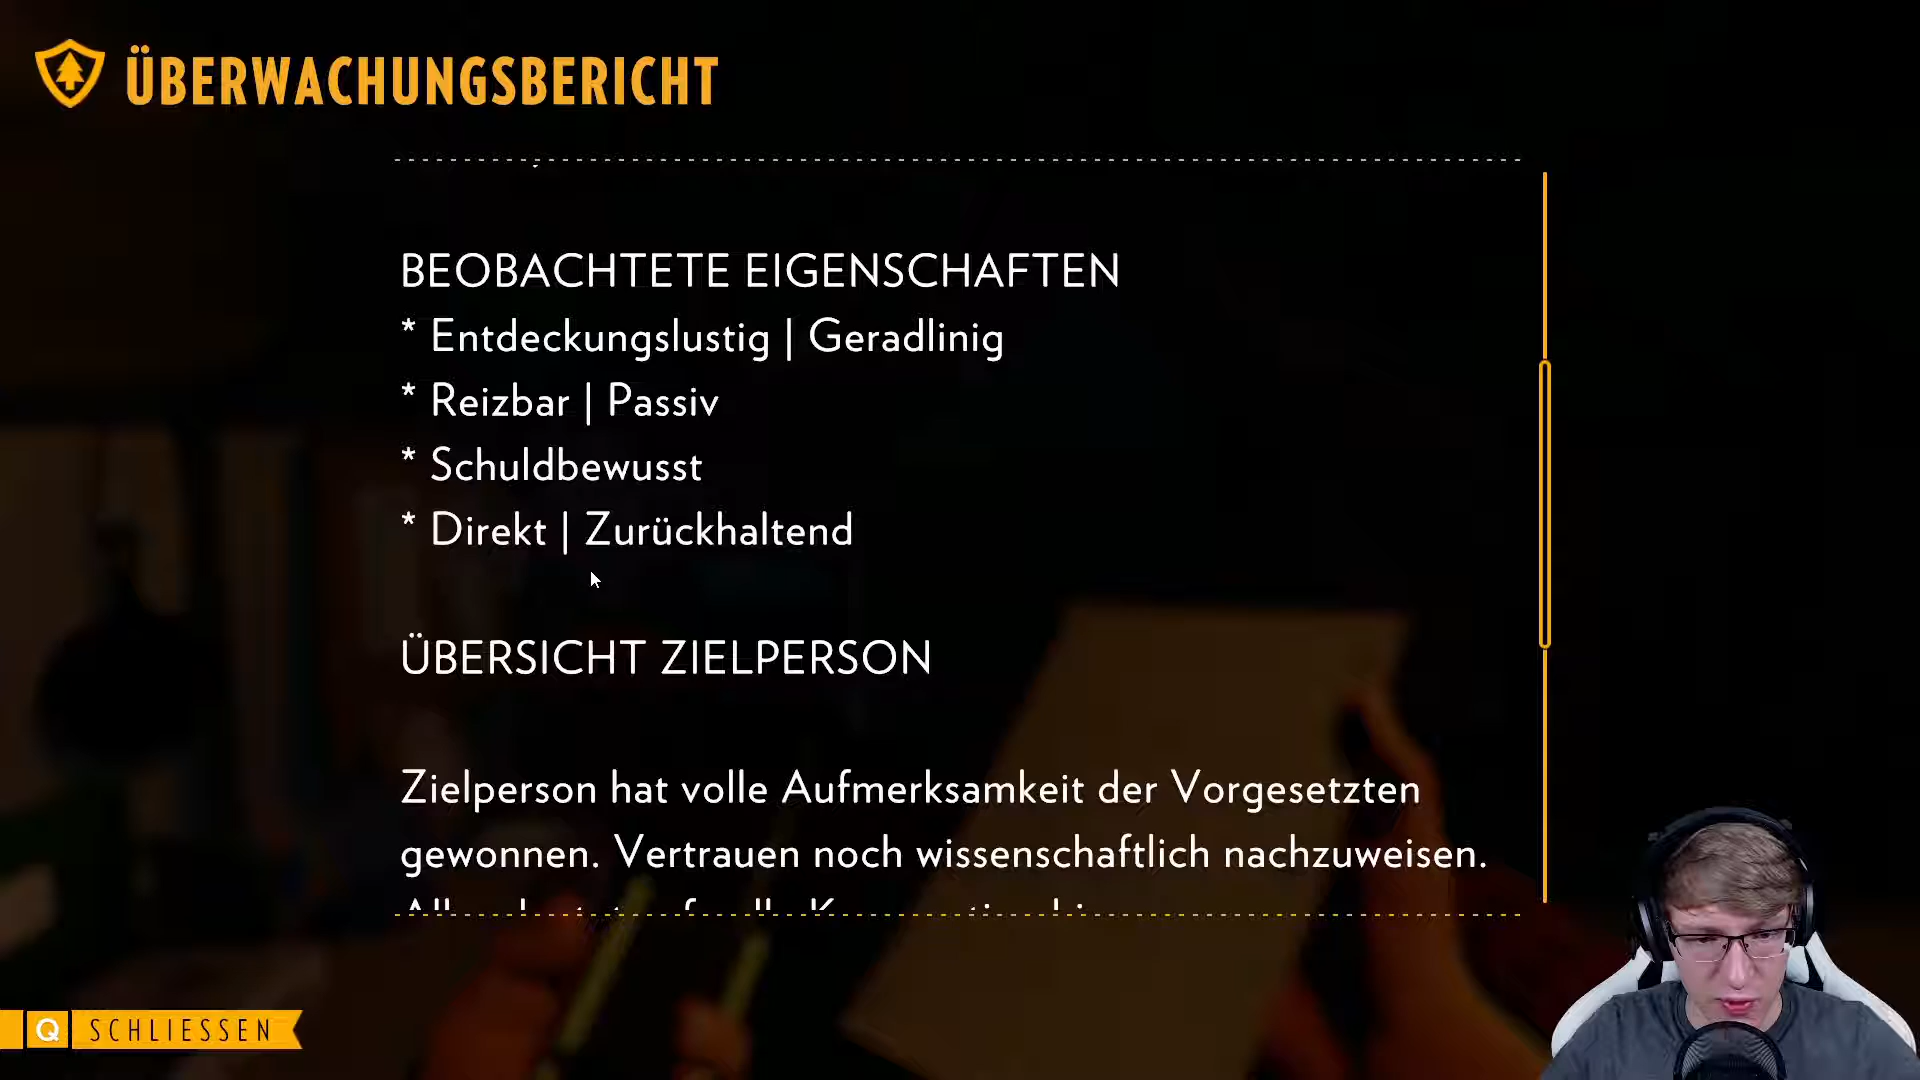 ÜBERWACHUNGSBERICHT
BEOBACHTETE EIGENSCHAFTEN
* Entdeckungslustig | Geradlinig
* Reizbar | Passiv
* Schuldbewusst
* Direkt | Zurückhaltend
ÜBERSICHT ZIELPERSON
Zielperson hat volle Aufmerksamkeit der Vorgesetzten
gewonnen. Vertrauen noch wissenschaftlich nachzuweisen.
Q SCHLIESSEN